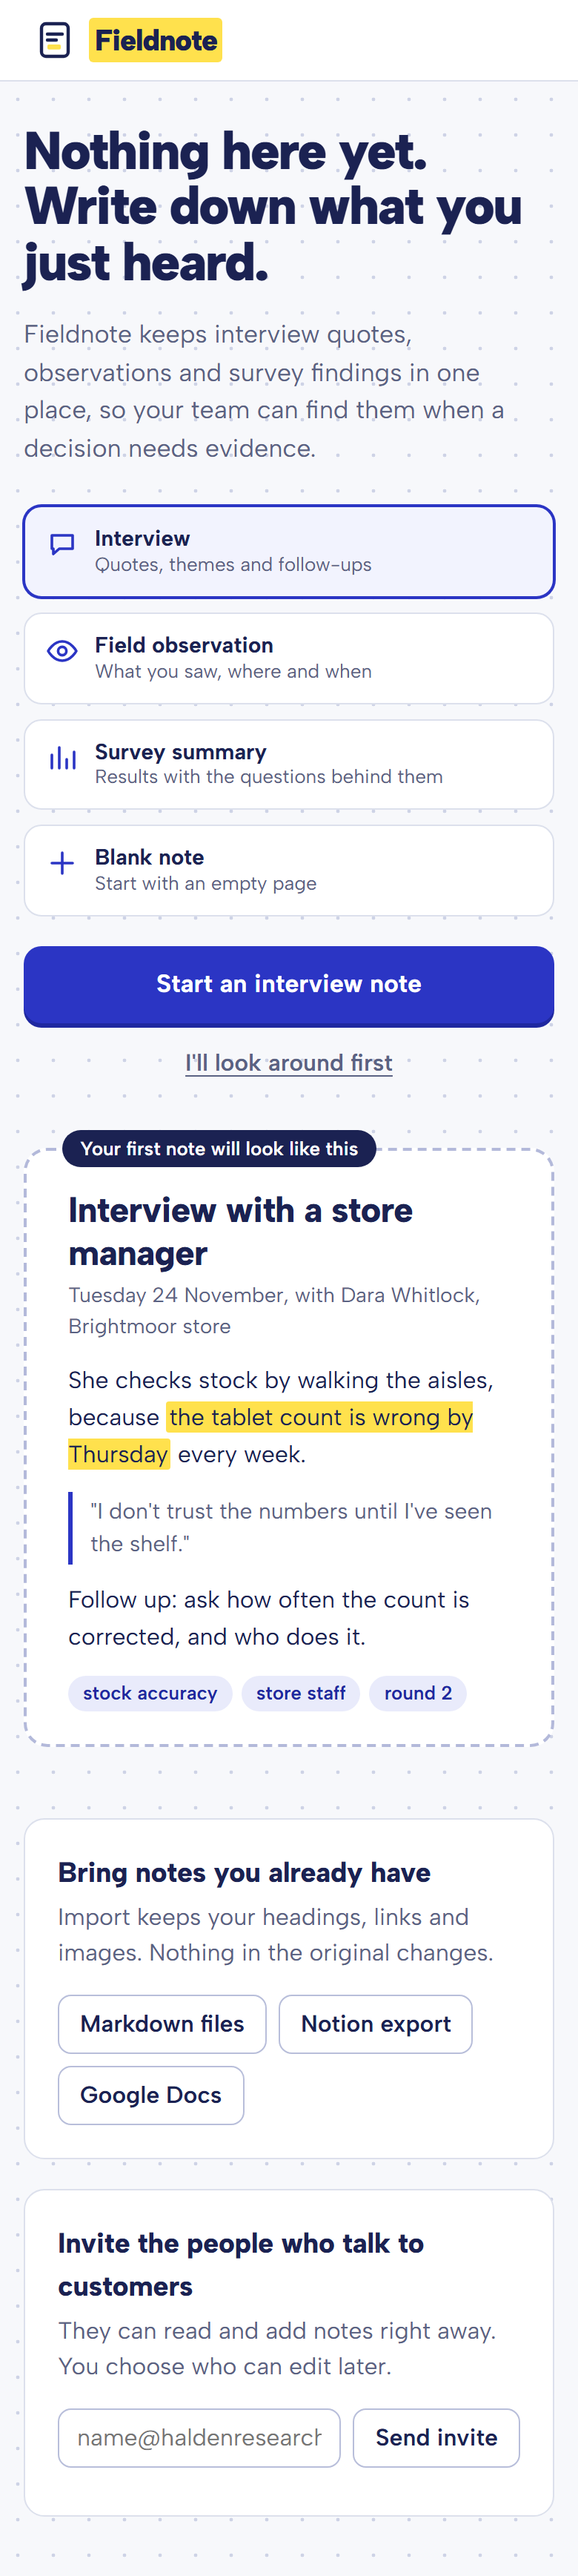 Fieldnote
Nothing here yet.
Write down what you
just heard.
Fieldnote keeps interview quotes,
observations and survey findings in one
place, so your team can find them when a
decision needs evidence.
Interview
Quotes, themes and follow-ups
Field observation
What you saw, where and when
Survey summary
Results with the questions behind them
Blank note
Start with an empty page
Start an interview note
I'll look around first
Your first note will look like this
Interview with a store
manager
Tuesday 24 November, with Dara Whitlock,
Brightmoor store
She checks stock by walking the aisles,
because the tablet count is wrong by
Thursday every week.
"I don't trust the numbers until I've seen
the shelf."
Follow up: ask how often the count is
corrected, and who does it.
stock accuracy store staff round 2
Bring notes you already have
Import keeps your headings, links and
images. Nothing in the original changes.
Markdown files Notion export
Google Docs
Invite the people who talk to
customers
They can read and add notes right away.
You choose who can edit later.
name@haldenresearch Send invite